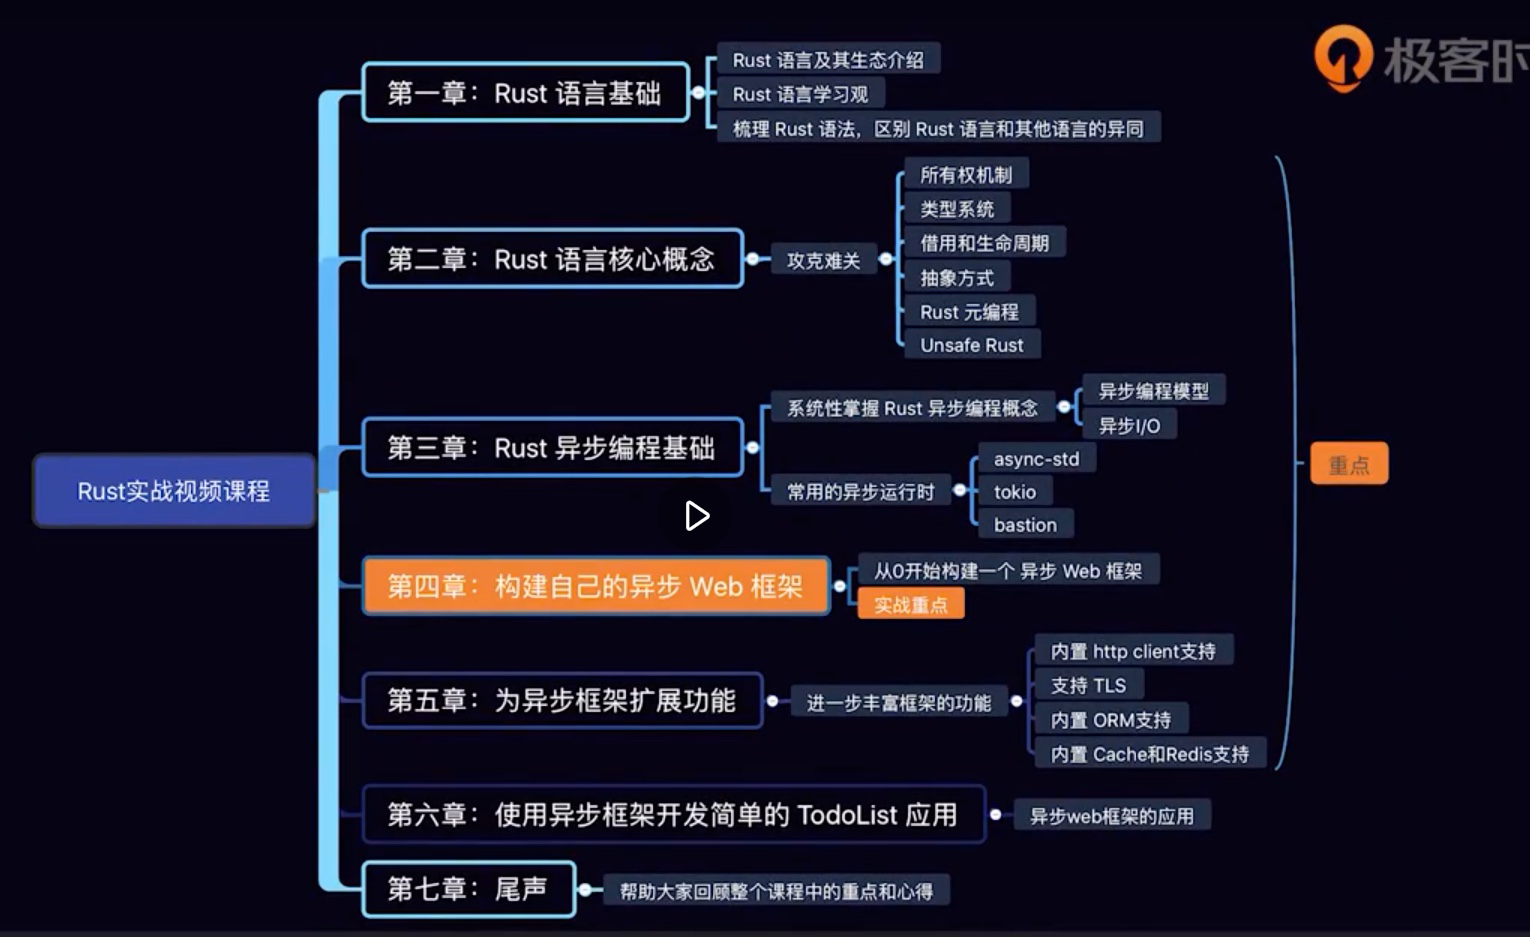 极客时
Rust实战视频课程
第一章：Rust 语言基础
Rust 语言及其生态介绍
Rust 语言学习观
梳理 Rust 语法，区别 Rust 语言和其他语言的异同
第二章：Rust 语言核心概念
攻克难关
所有权机制
类型系统
借用和生命周期
抽象方式
Rust 元编程
Unsafe Rust
第三章：Rust 异步编程基础
系统性掌握 Rust 异步编程概念
异步编程模型
异步I/O
常用的异步运行时
async-std
tokio
bastion
第四章：构建自己的异步 Web 框架
从0开始构建一个 异步 Web 框架
实战重点
第五章：为异步框架扩展功能
进一步丰富框架的功能
内置 http client支持
支持 TLS
内置 ORM支持
内置 Cache和Redis支持
重点
第六章：使用异步框架开发简单的 TodoList 应用
异步web框架的应用
第七章：尾声
帮助大家回顾整个课程中的重点和心得